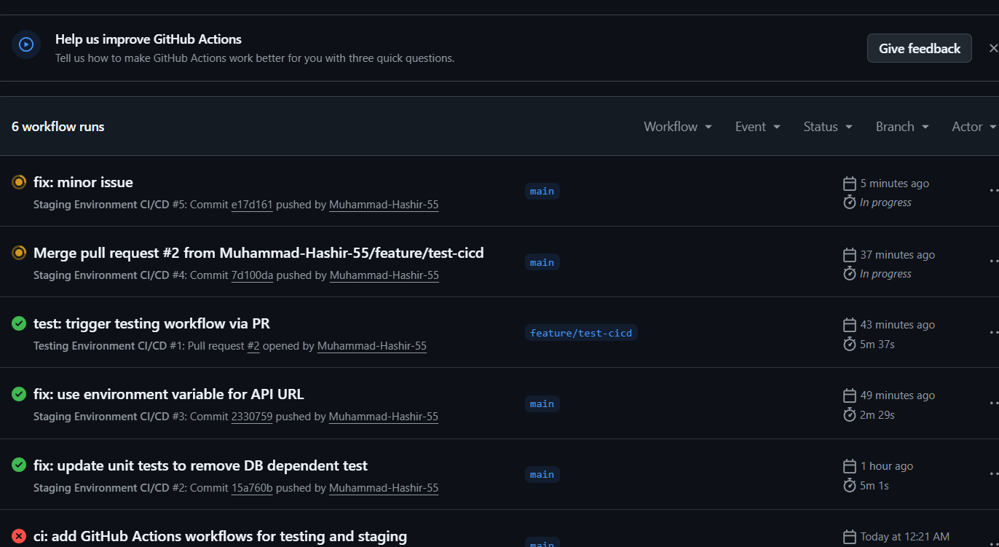 Help us improve GitHub Actions
Tell us how to make GitHub Actions work better for you with three quick questions.
Give feedback
6 workflow runs
Workflow
Event
Status
Branch
Actor
fix: minor issue
Staging Environment CI/CD #5: Commit e17d161 pushed by Muhammad-Hashir-55
main
5 minutes ago
In progress
Merge pull request #2 from Muhammad-Hashir-55/feature/test-cicd
Staging Environment CI/CD #4: Commit 7d100da pushed by Muhammad-Hashir-55
main
37 minutes ago
In progress
test: trigger testing workflow via PR
Testing Environment CI/CD #1: Pull request #2 opened by Muhammad-Hashir-55
feature/test-cicd
43 minutes ago
5m 37s
fix: use environment variable for API URL
Staging Environment CI/CD #3: Commit 2330759 pushed by Muhammad-Hashir-55
main
49 minutes ago
2m 29s
fix: update unit tests to remove DB dependent test
Staging Environment CI/CD #2: Commit 15a760b pushed by Muhammad-Hashir-55
main
1 hour ago
5m 1s
ci: add GitHub Actions workflows for testing and staging
main
Today at 12:21 AM